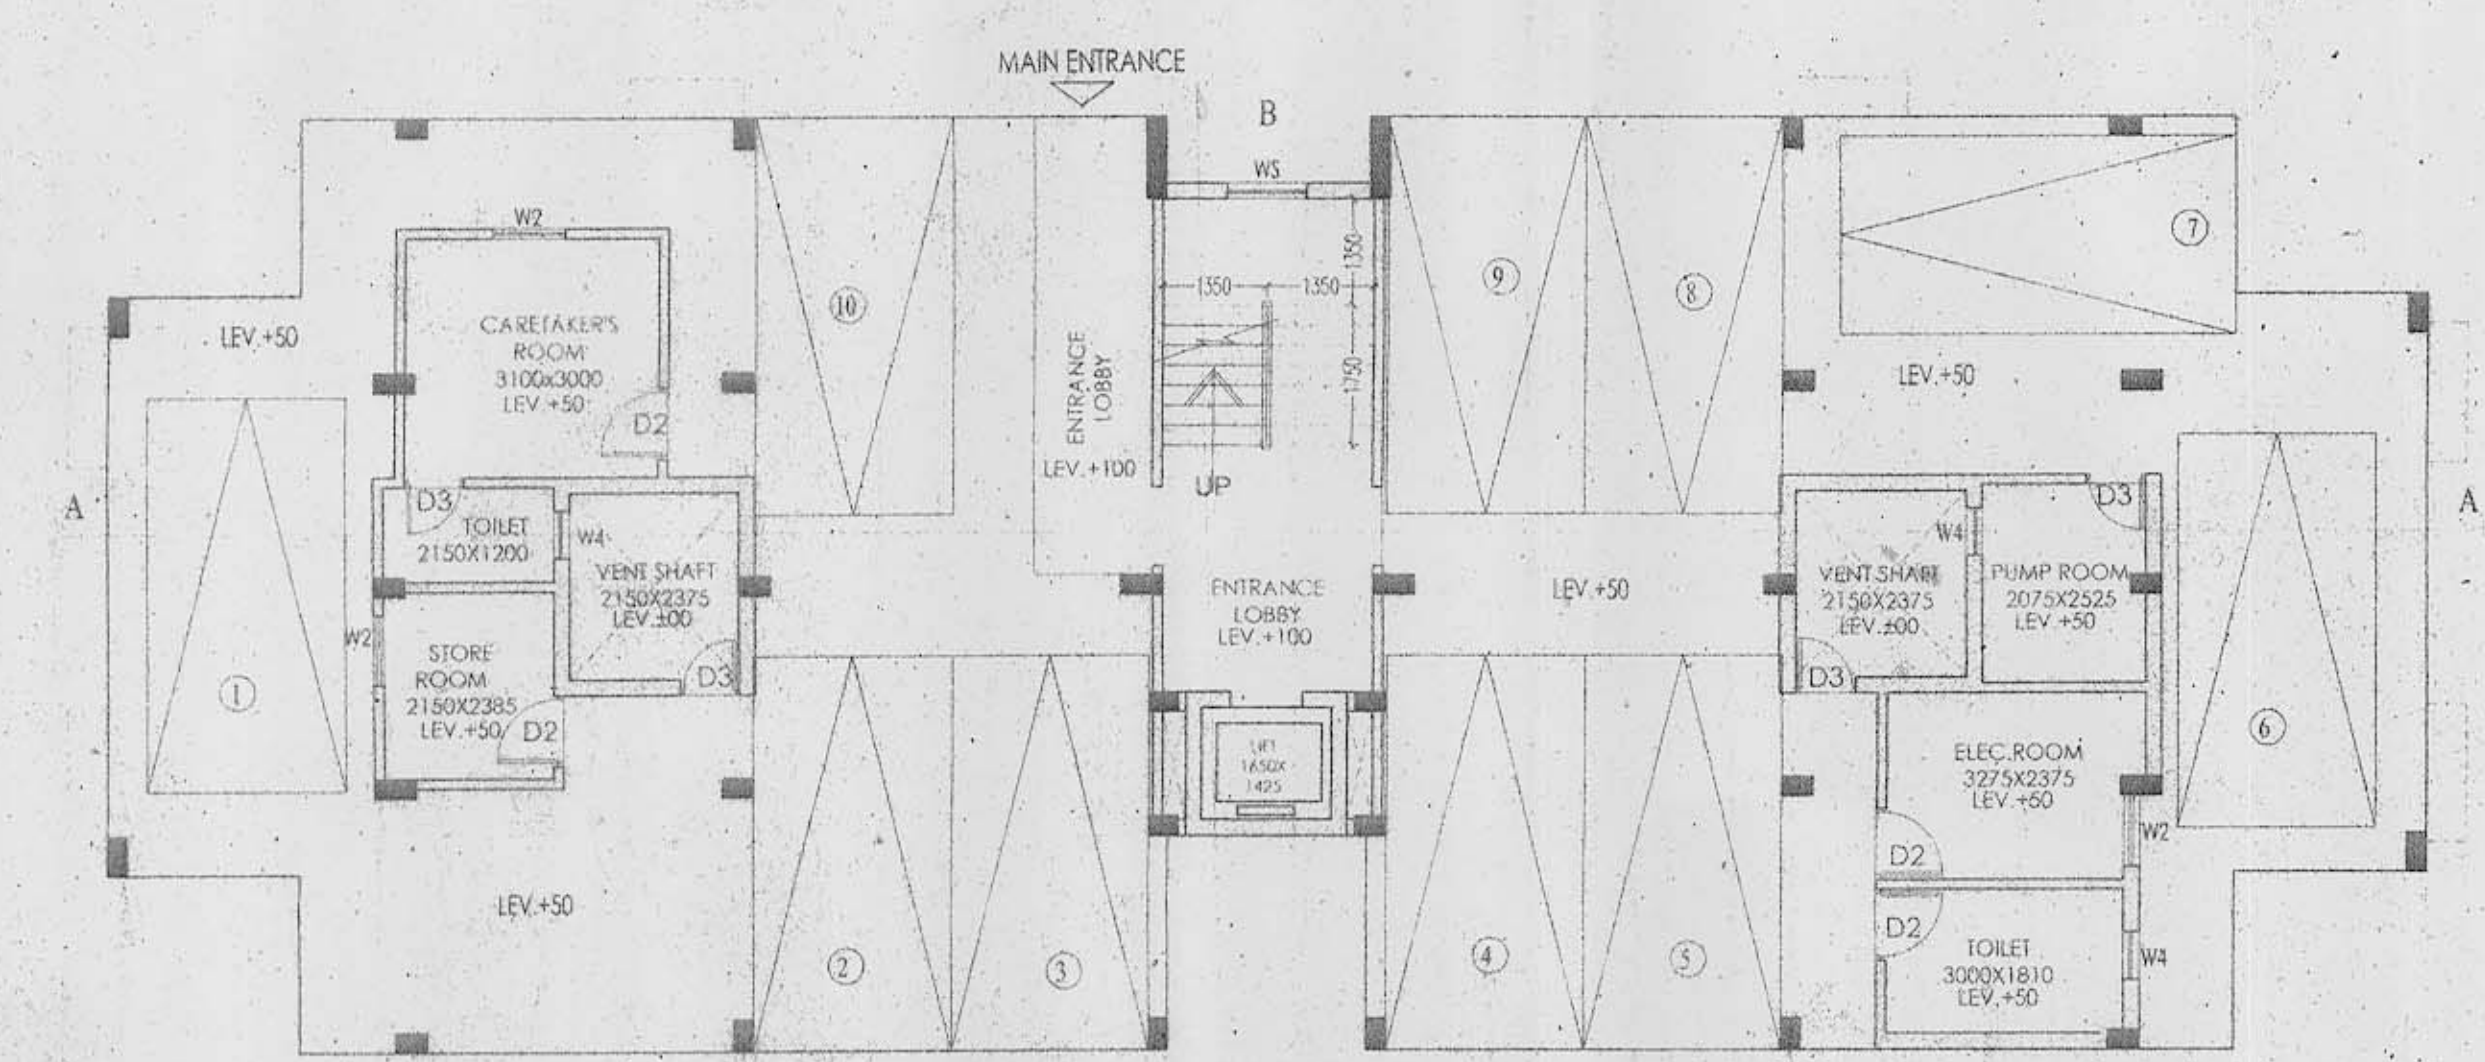 MAIN ENTRANCE
B
WS
W2
1350
1350
1350
1750
10
9
8
7
CARETAKER'S
ROOM
3100x3000
LEV.+50
D2
LEV.+50
ENTRANCE
LOBBY
LEV.+100
UP
LEV.+50
A
D3
TOILET
2150X1200
W4
VENT SHAFT
2150X2375
LEV.±00
D3
W2
STORE
ROOM
2150X2385
LEV.+50
D2
1
ENTRANCE
LOBBY
LEV.+100
LEV.+50
LIFT
1650X
1425
VENT SHAFT
2150X2375
LEV.±00
D3
W4
D3
PUMP ROOM
2075X2525
LEV.+50
A
6
ELEC.ROOM
3275X2375
LEV.+50
D2
W2
LEV.+50
2
3
4
5
D2
TOILET
3000X1810
LEV.+50
W4